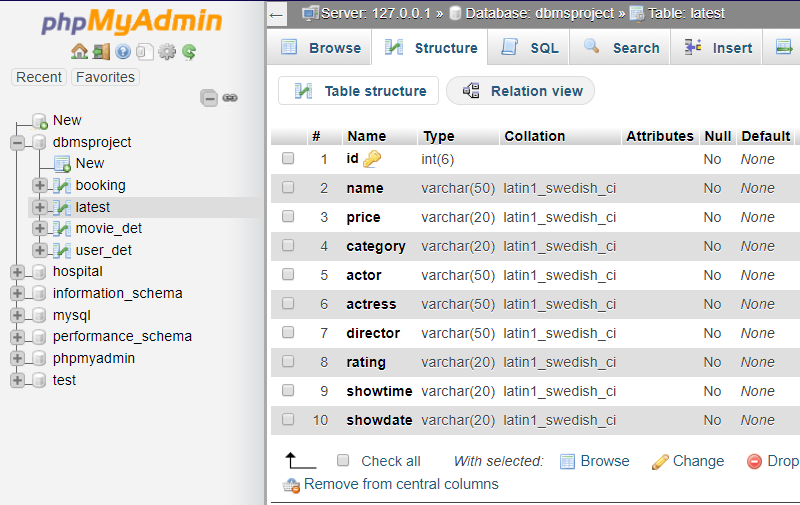 phpMyAdmin
Recent Favorites
New
dbmsproject
New
booking
latest
movie_det
user_det
hospital
information_schema
mysql
performance_schema
phpmyadmin
test
Server: 127.0.0.1 » Database: dbmsproject » Table: latest
Browse Structure SQL Search Insert
Table structure Relation view
# Name Type Collation Attributes Null Default
1 id int(6) No None
2 name varchar(50) latin1_swedish_ci No None
3 price varchar(20) latin1_swedish_ci No None
4 category varchar(20) latin1_swedish_ci No None
5 actor varchar(50) latin1_swedish_ci No None
6 actress varchar(50) latin1_swedish_ci No None
7 director varchar(50) latin1_swedish_ci No None
8 rating varchar(20) latin1_swedish_ci No None
9 showtime varchar(20) latin1_swedish_ci No None
10 showdate varchar(20) latin1_swedish_ci No None
Check all With selected: Browse Change Drop
Remove from central columns